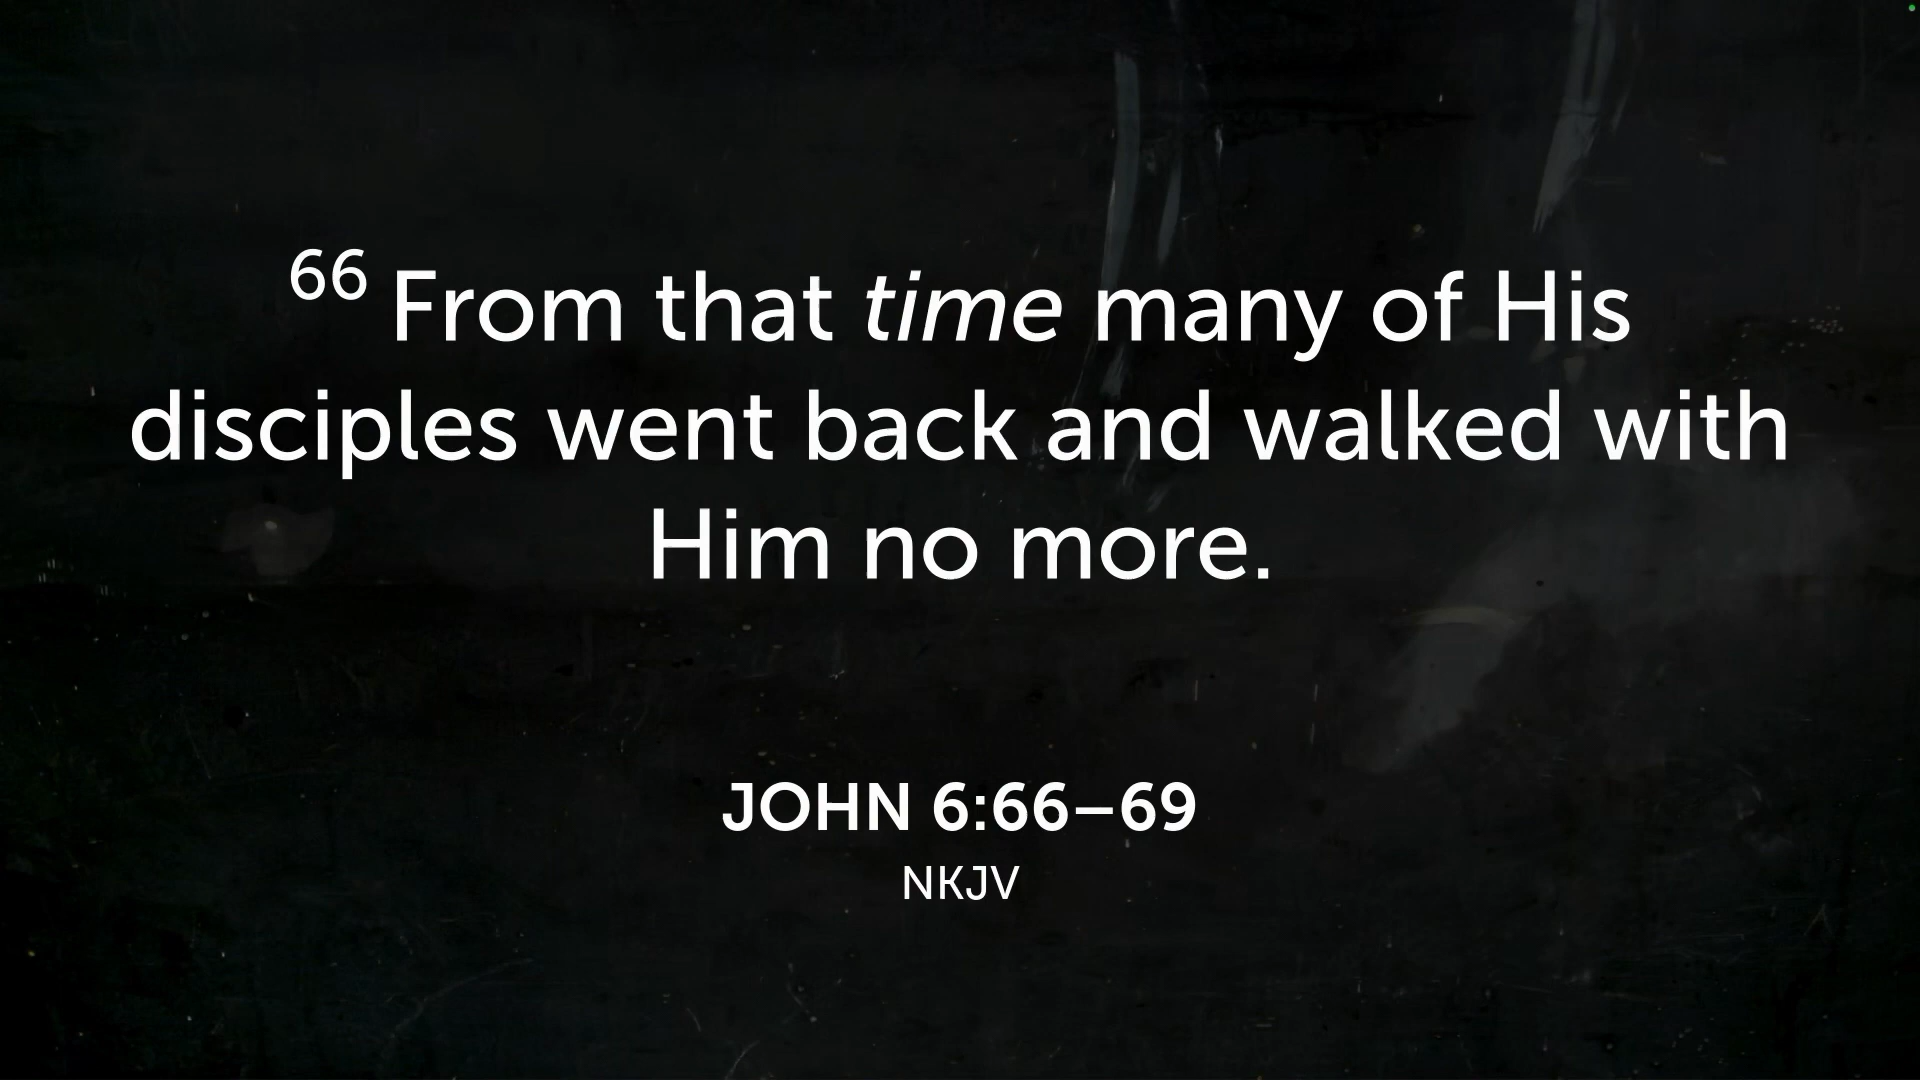 66 From that time many of His
disciples went back and walked with
Him no more.
JOHN 6:66–69
NKJV